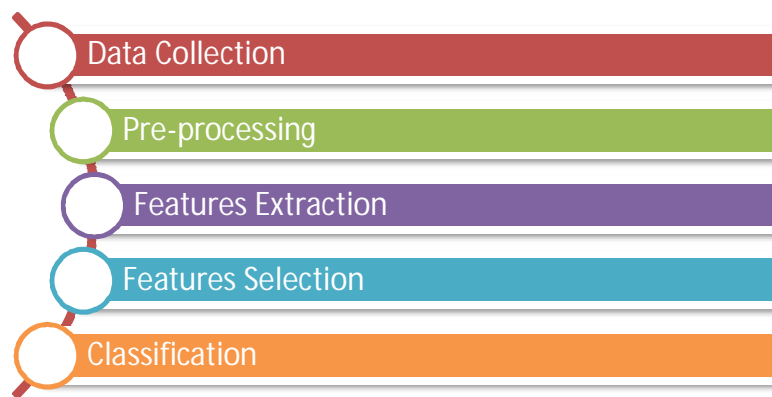 Data Collection
Pre-processing
Features Extraction
Features Selection
Classification